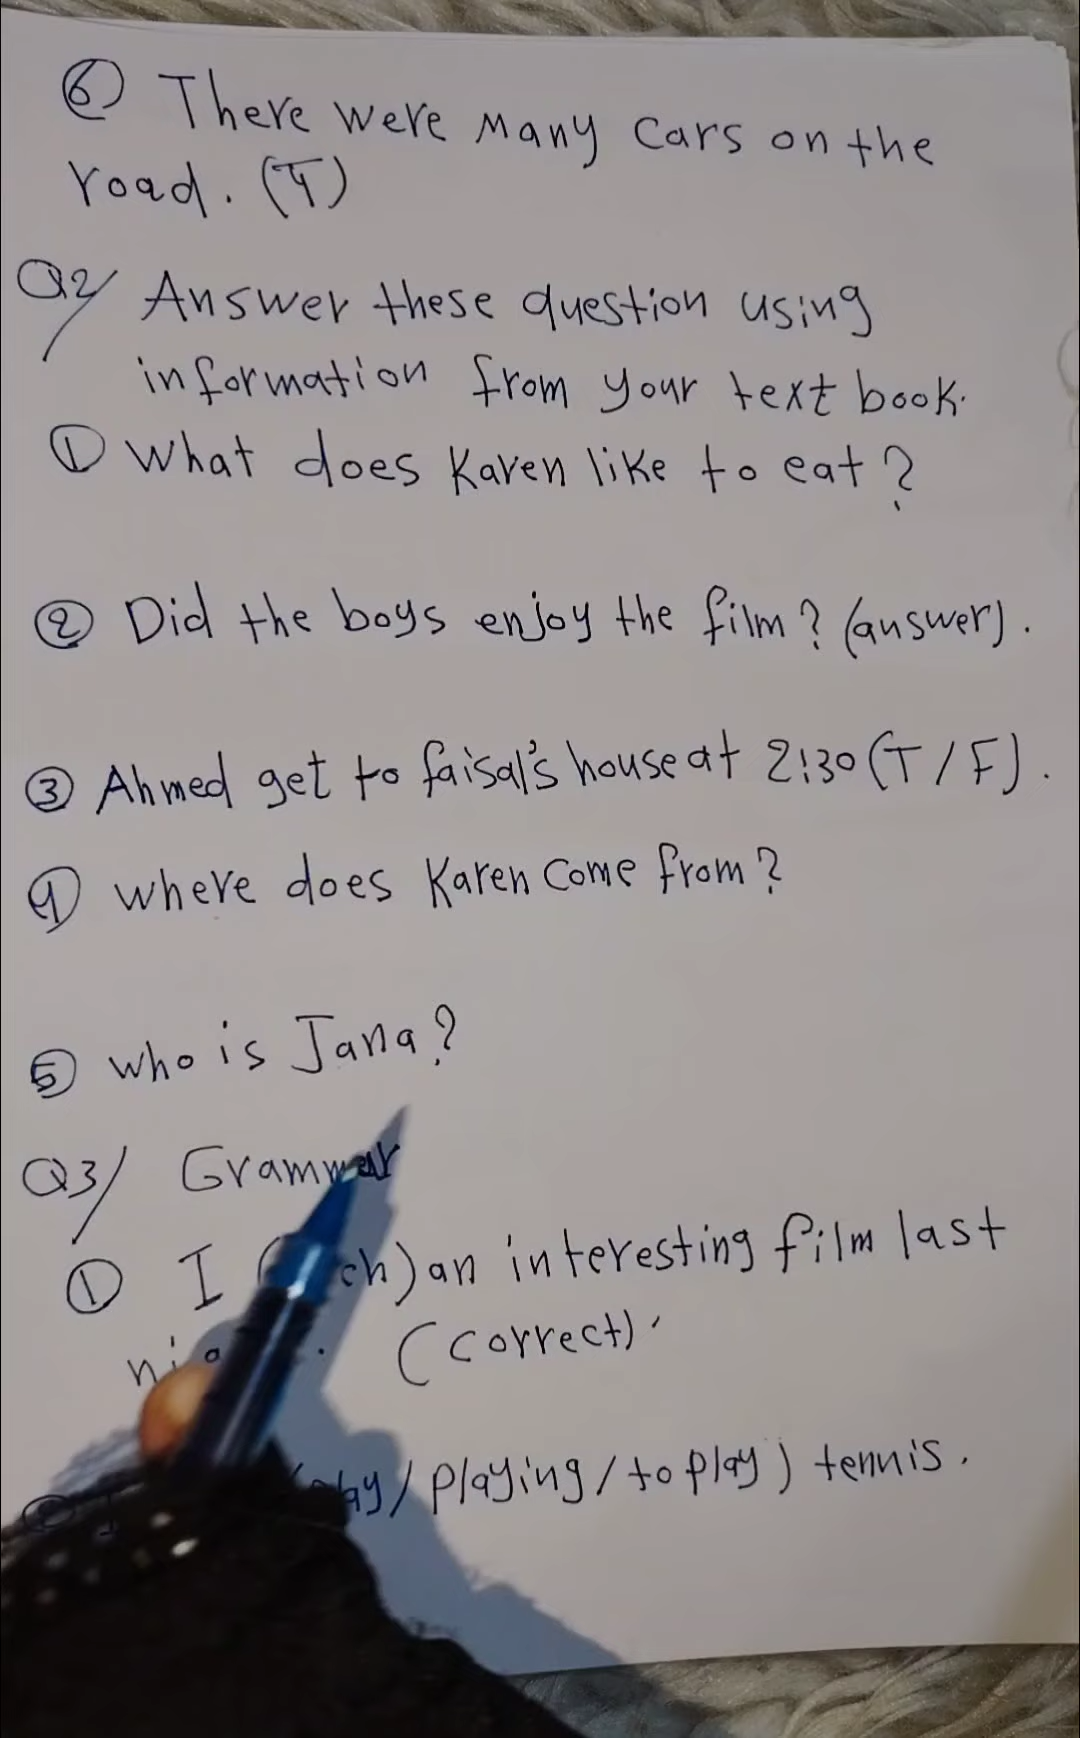 6 There were many cars on the
road. (T)
Q2/ Answer these question using
information from your text book.
1 What does Karen like to eat?
2 Did the boys enjoy the film? (answer).
3 Ahmed get to faisal's house at 2:30 (T/F).
4 where does Karen come from?
5 who is Jana?
Q3/ Grammar
1 I an interesting film last
(correct).
/ playing / to play) tennis.